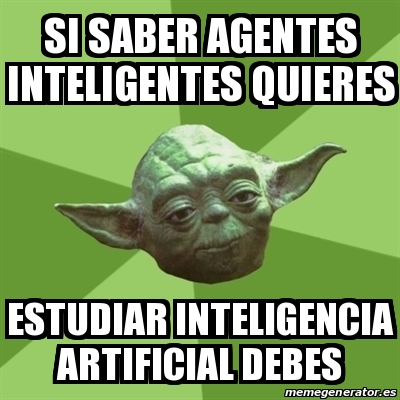 SI SABER AGENTES
INTELIGENTES QUIERES
ESTUDIAR INTELIGENCIA
ARTIFICIAL DEBES
memegenerator.es